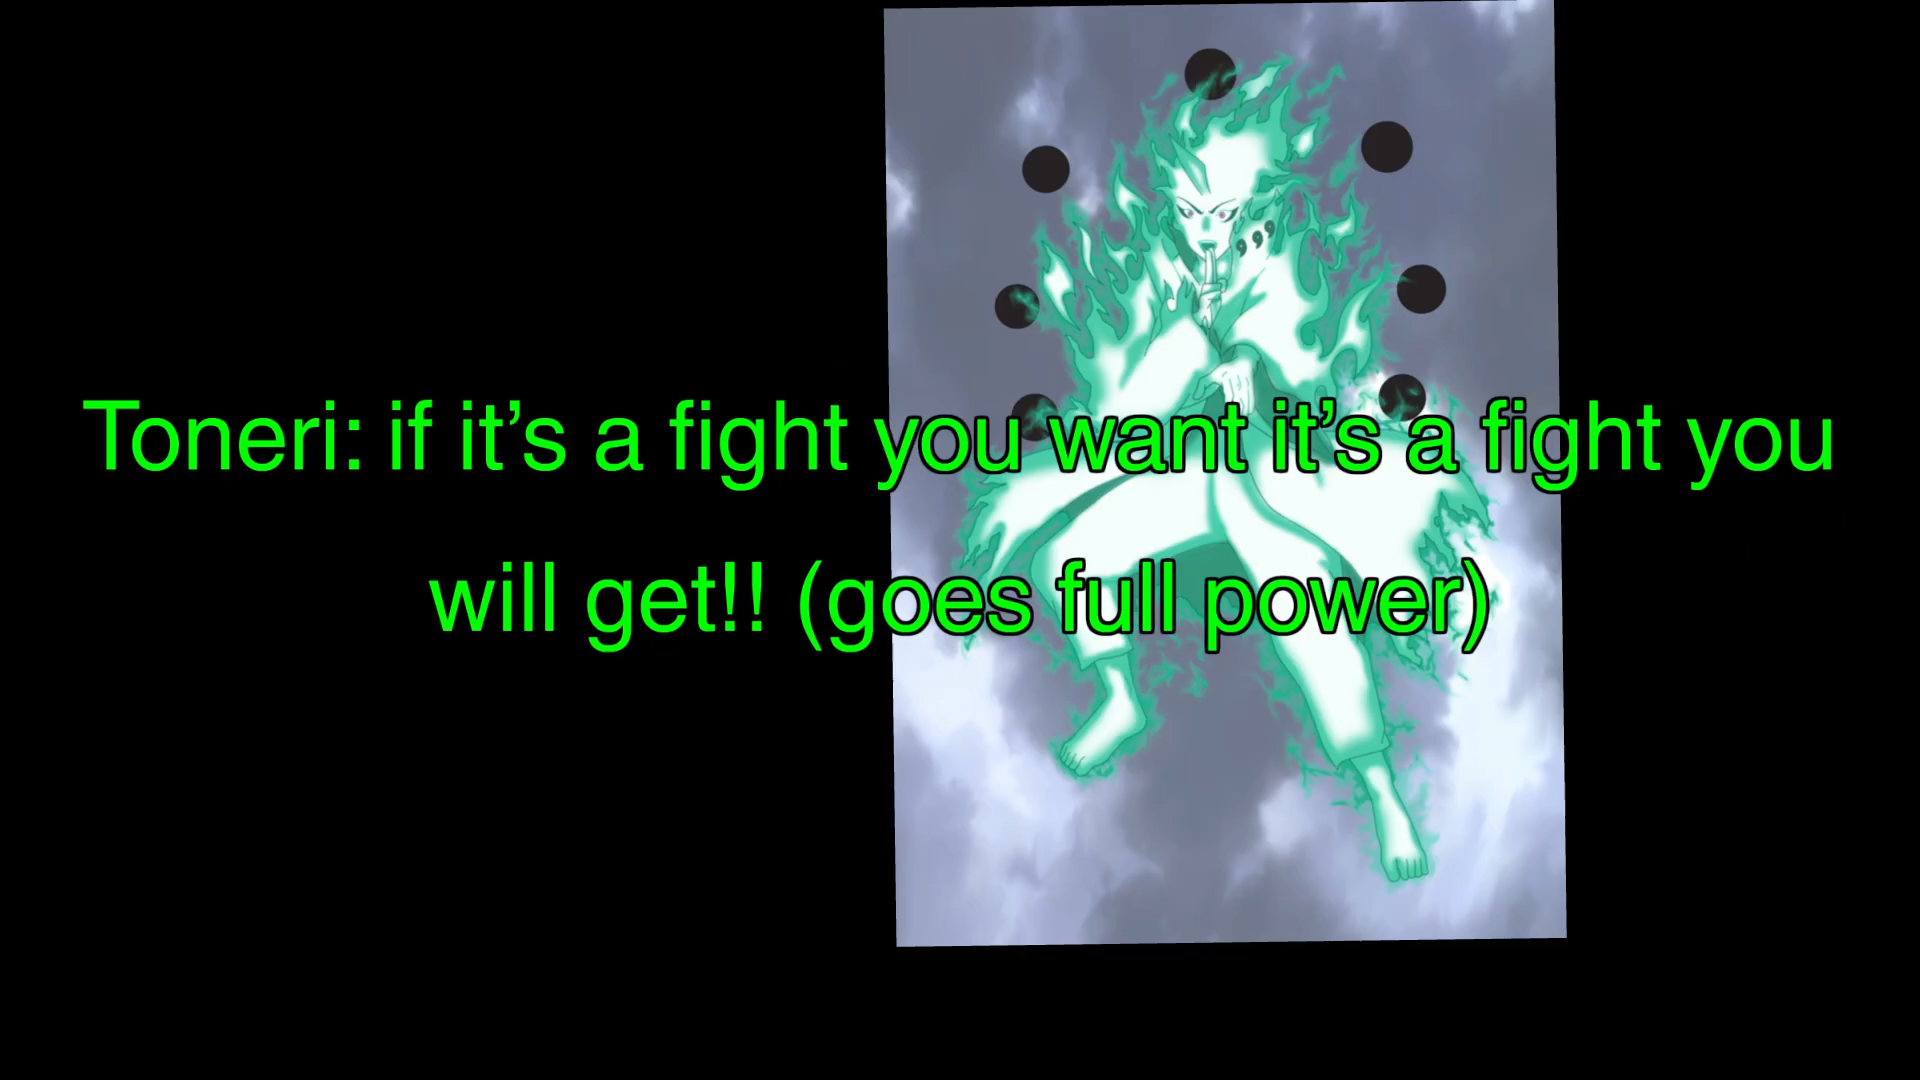 Toneri: if it’s a fight you want it’s a fight you
will get!! (goes full power)